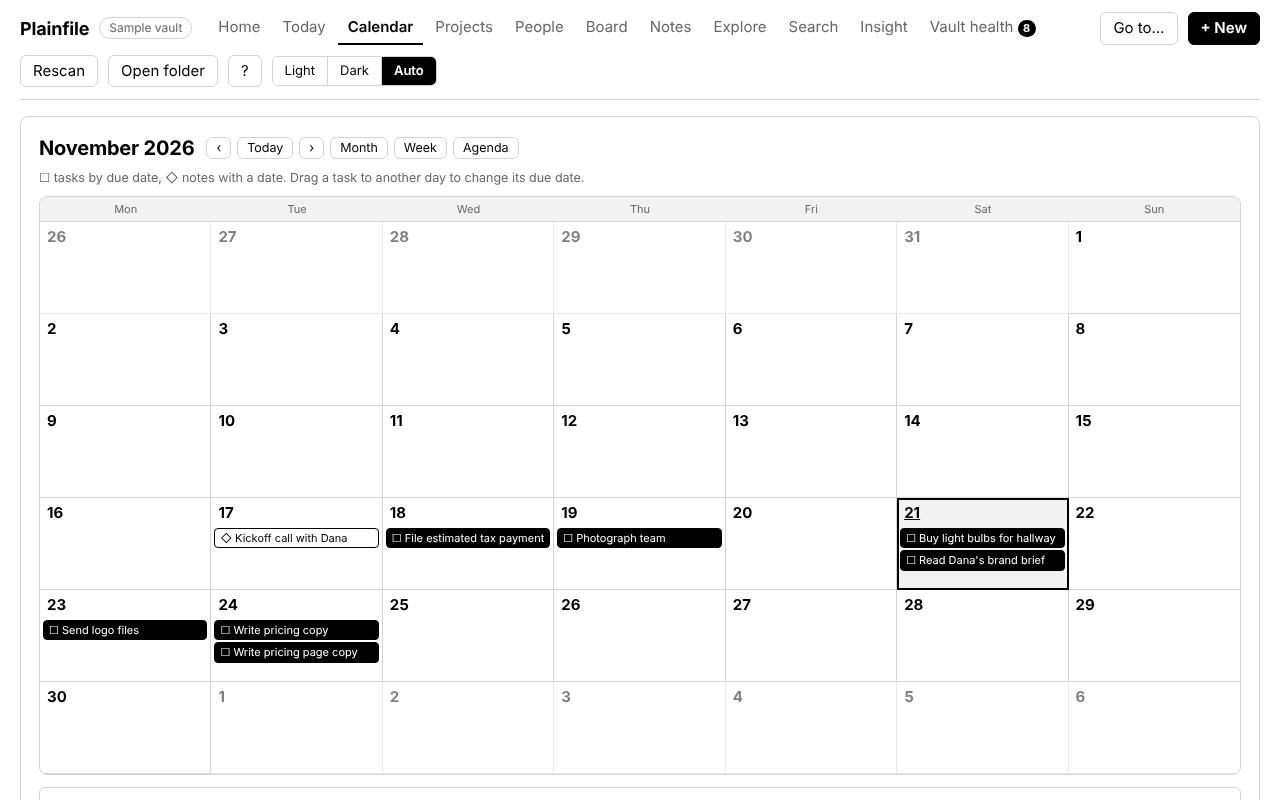 Plainfile Sample vault Home Today Calendar Projects People Board Notes Explore Search Insight Vault health 8 Go to... + New
Rescan Open folder ? Light Dark Auto
November 2026 ‹ Today › Month Week Agenda
☐ tasks by due date, ◇ notes with a date. Drag a task to another day to change its due date.
Mon Tue Wed Thu Fri Sat Sun
26 27 28 29 30 31 1
2 3 4 5 6 7 8
9 10 11 12 13 14 15
16 17 18 19 20 21 22
◇ Kickoff call with Dana ☐ File estimated tax payment ☐ Photograph team ☐ Buy light bulbs for hallway
☐ Read Dana's brand brief
23 24 25 26 27 28 29
☐ Send logo files ☐ Write pricing copy
☐ Write pricing page copy
30 1 2 3 4 5 6